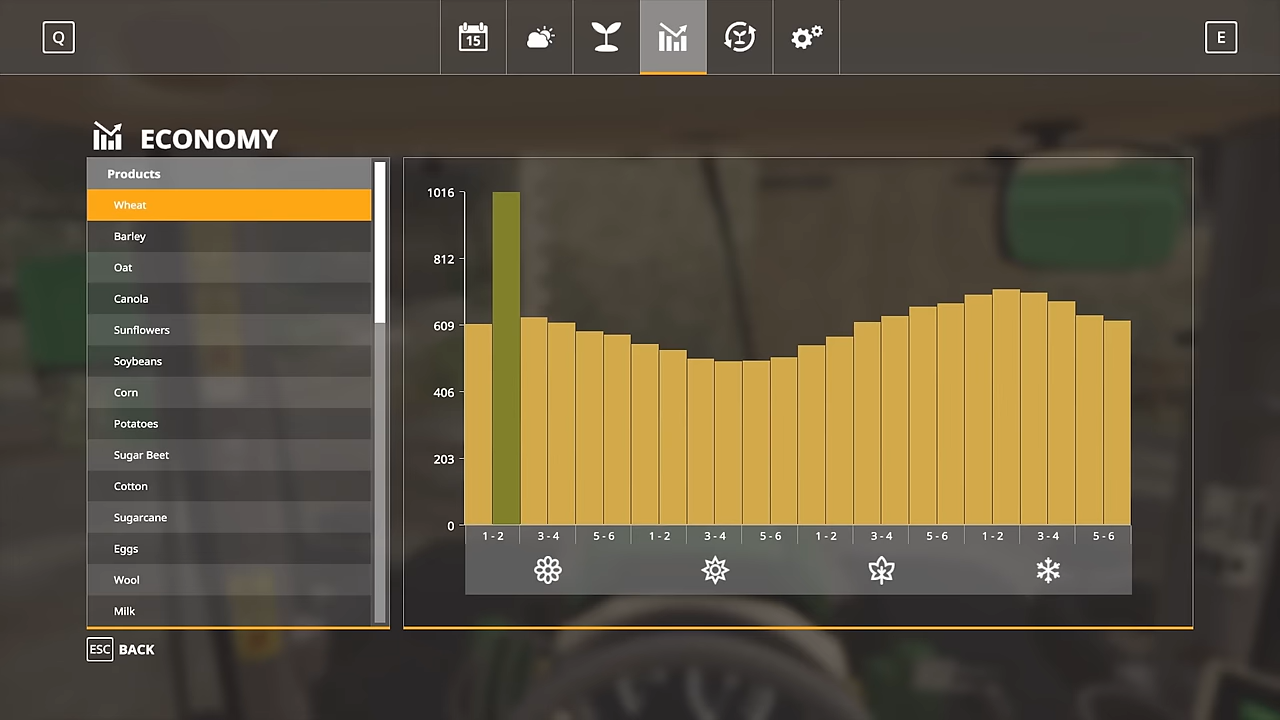 Q
15
E
ECONOMY
Products
Wheat
Barley
Oat
Canola
Sunflowers
Soybeans
Corn
Potatoes
Sugar Beet
Cotton
Sugarcane
Eggs
Wool
Milk
1016
812
609
406
203
0
1 - 2 3 - 4 5 - 6 1 - 2 3 - 4 5 - 6 1 - 2 3 - 4 5 - 6 1 - 2 3 - 4 5 - 6
ESC BACK